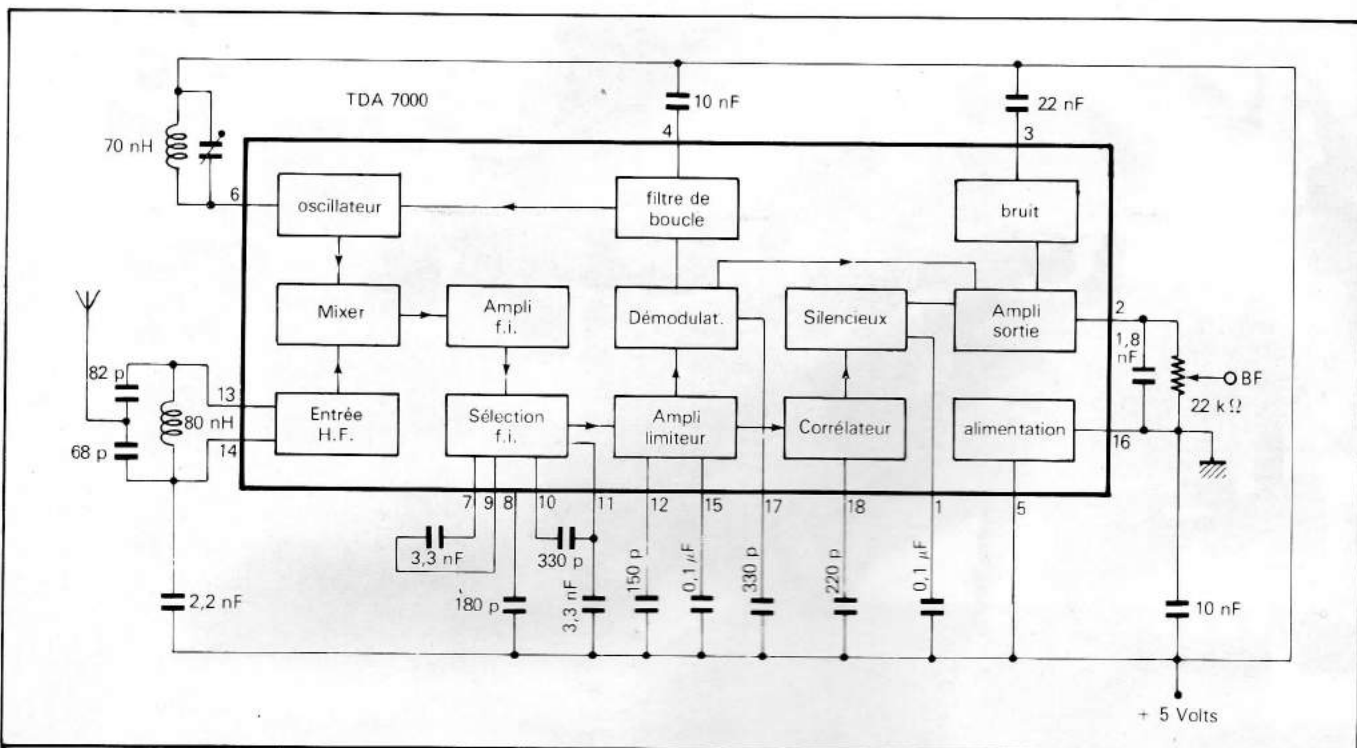 TDA 7000
10 nF
22 nF
4
3
70 nH
6
oscillateur
filtre de
boucle
bruit
Mixer
Ampli
f.i.
Démodulat.
Silencieux
Ampli
sortie
2
1,8
nF
BF
22 kΩ
82 p
13
80 nH
68 p
14
Entrée
H.F.
Sélection
f.i.
Ampli
limiteur
Corrélateur
alimentation
16
7
9
8
10
11
12
15
17
18
1
5
3,3 nF
330 p
180 p
3,3 nF
150 p
0,1 µF
330 p
220 p
0,1 µF
2,2 nF
10 nF
+ 5 Volts